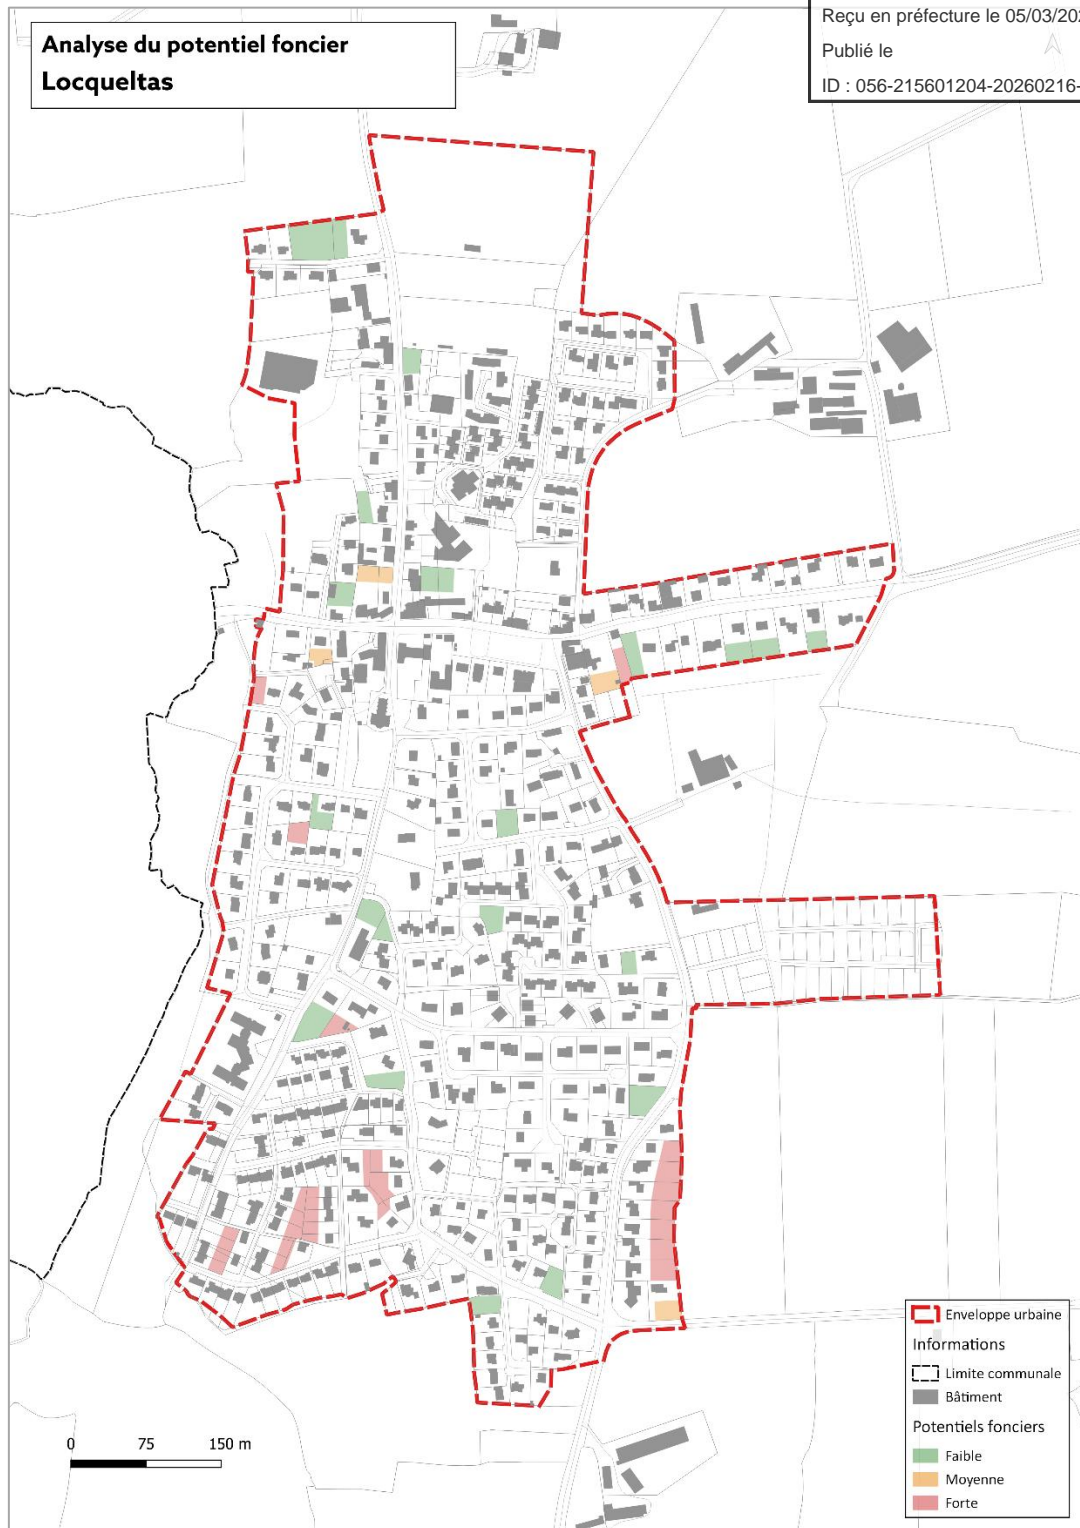 Analyse du potentiel foncier
Locqueltas
Reçu en préfecture le 05/03/202
Publié le
ID : 056-215601204-20260216-
Enveloppe urbaine
Informations
Limite communale
Bâtiment
Potentiels fonciers
Faible
Moyenne
Forte
0 75 150 m